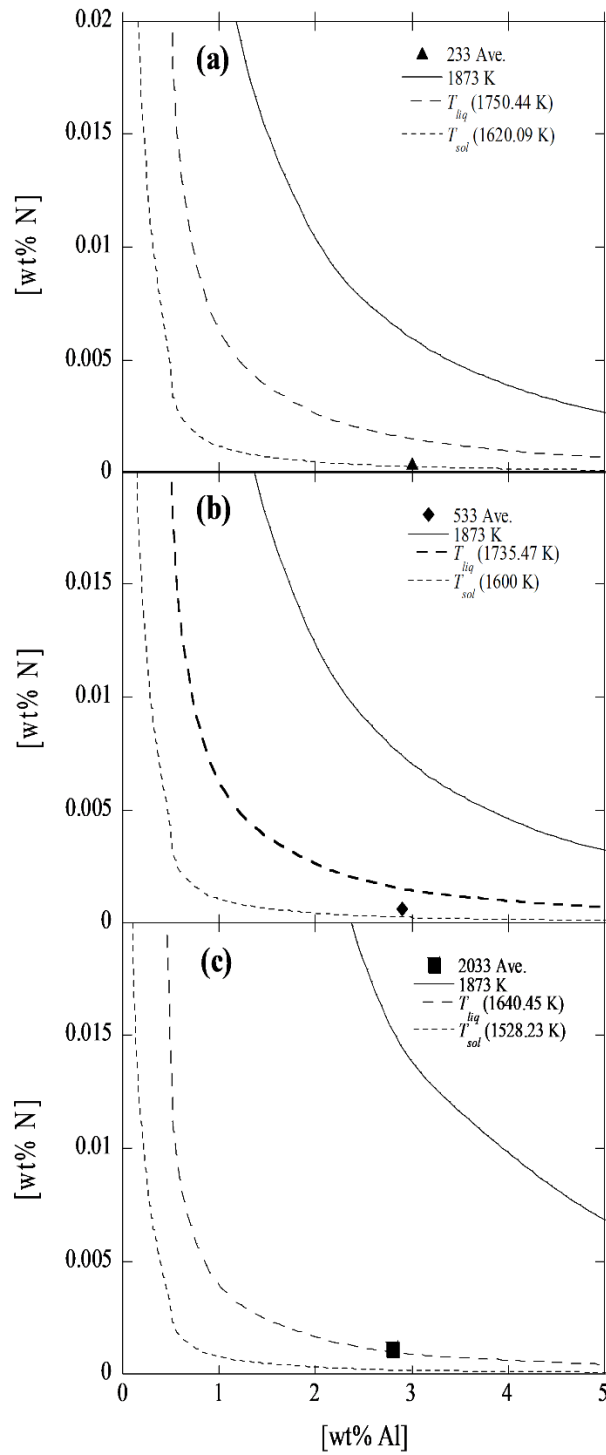 0.02
(a)
233 Ave.
1873 K
T_liq (1750.44 K)
T_sol (1620.09 K)
0.015
[wt% N]
0.01
0.005
0
(b)
533 Ave.
1873 K
T_liq (1735.47 K)
T_sol (1600 K)
0.015
[wt% N]
0.01
0.005
0
(c)
2033 Ave.
1873 K
T_liq (1640.45 K)
T_sol (1528.23 K)
0.015
[wt% N]
0.01
0.005
0
0 1 2 3 4 5
[wt% Al]